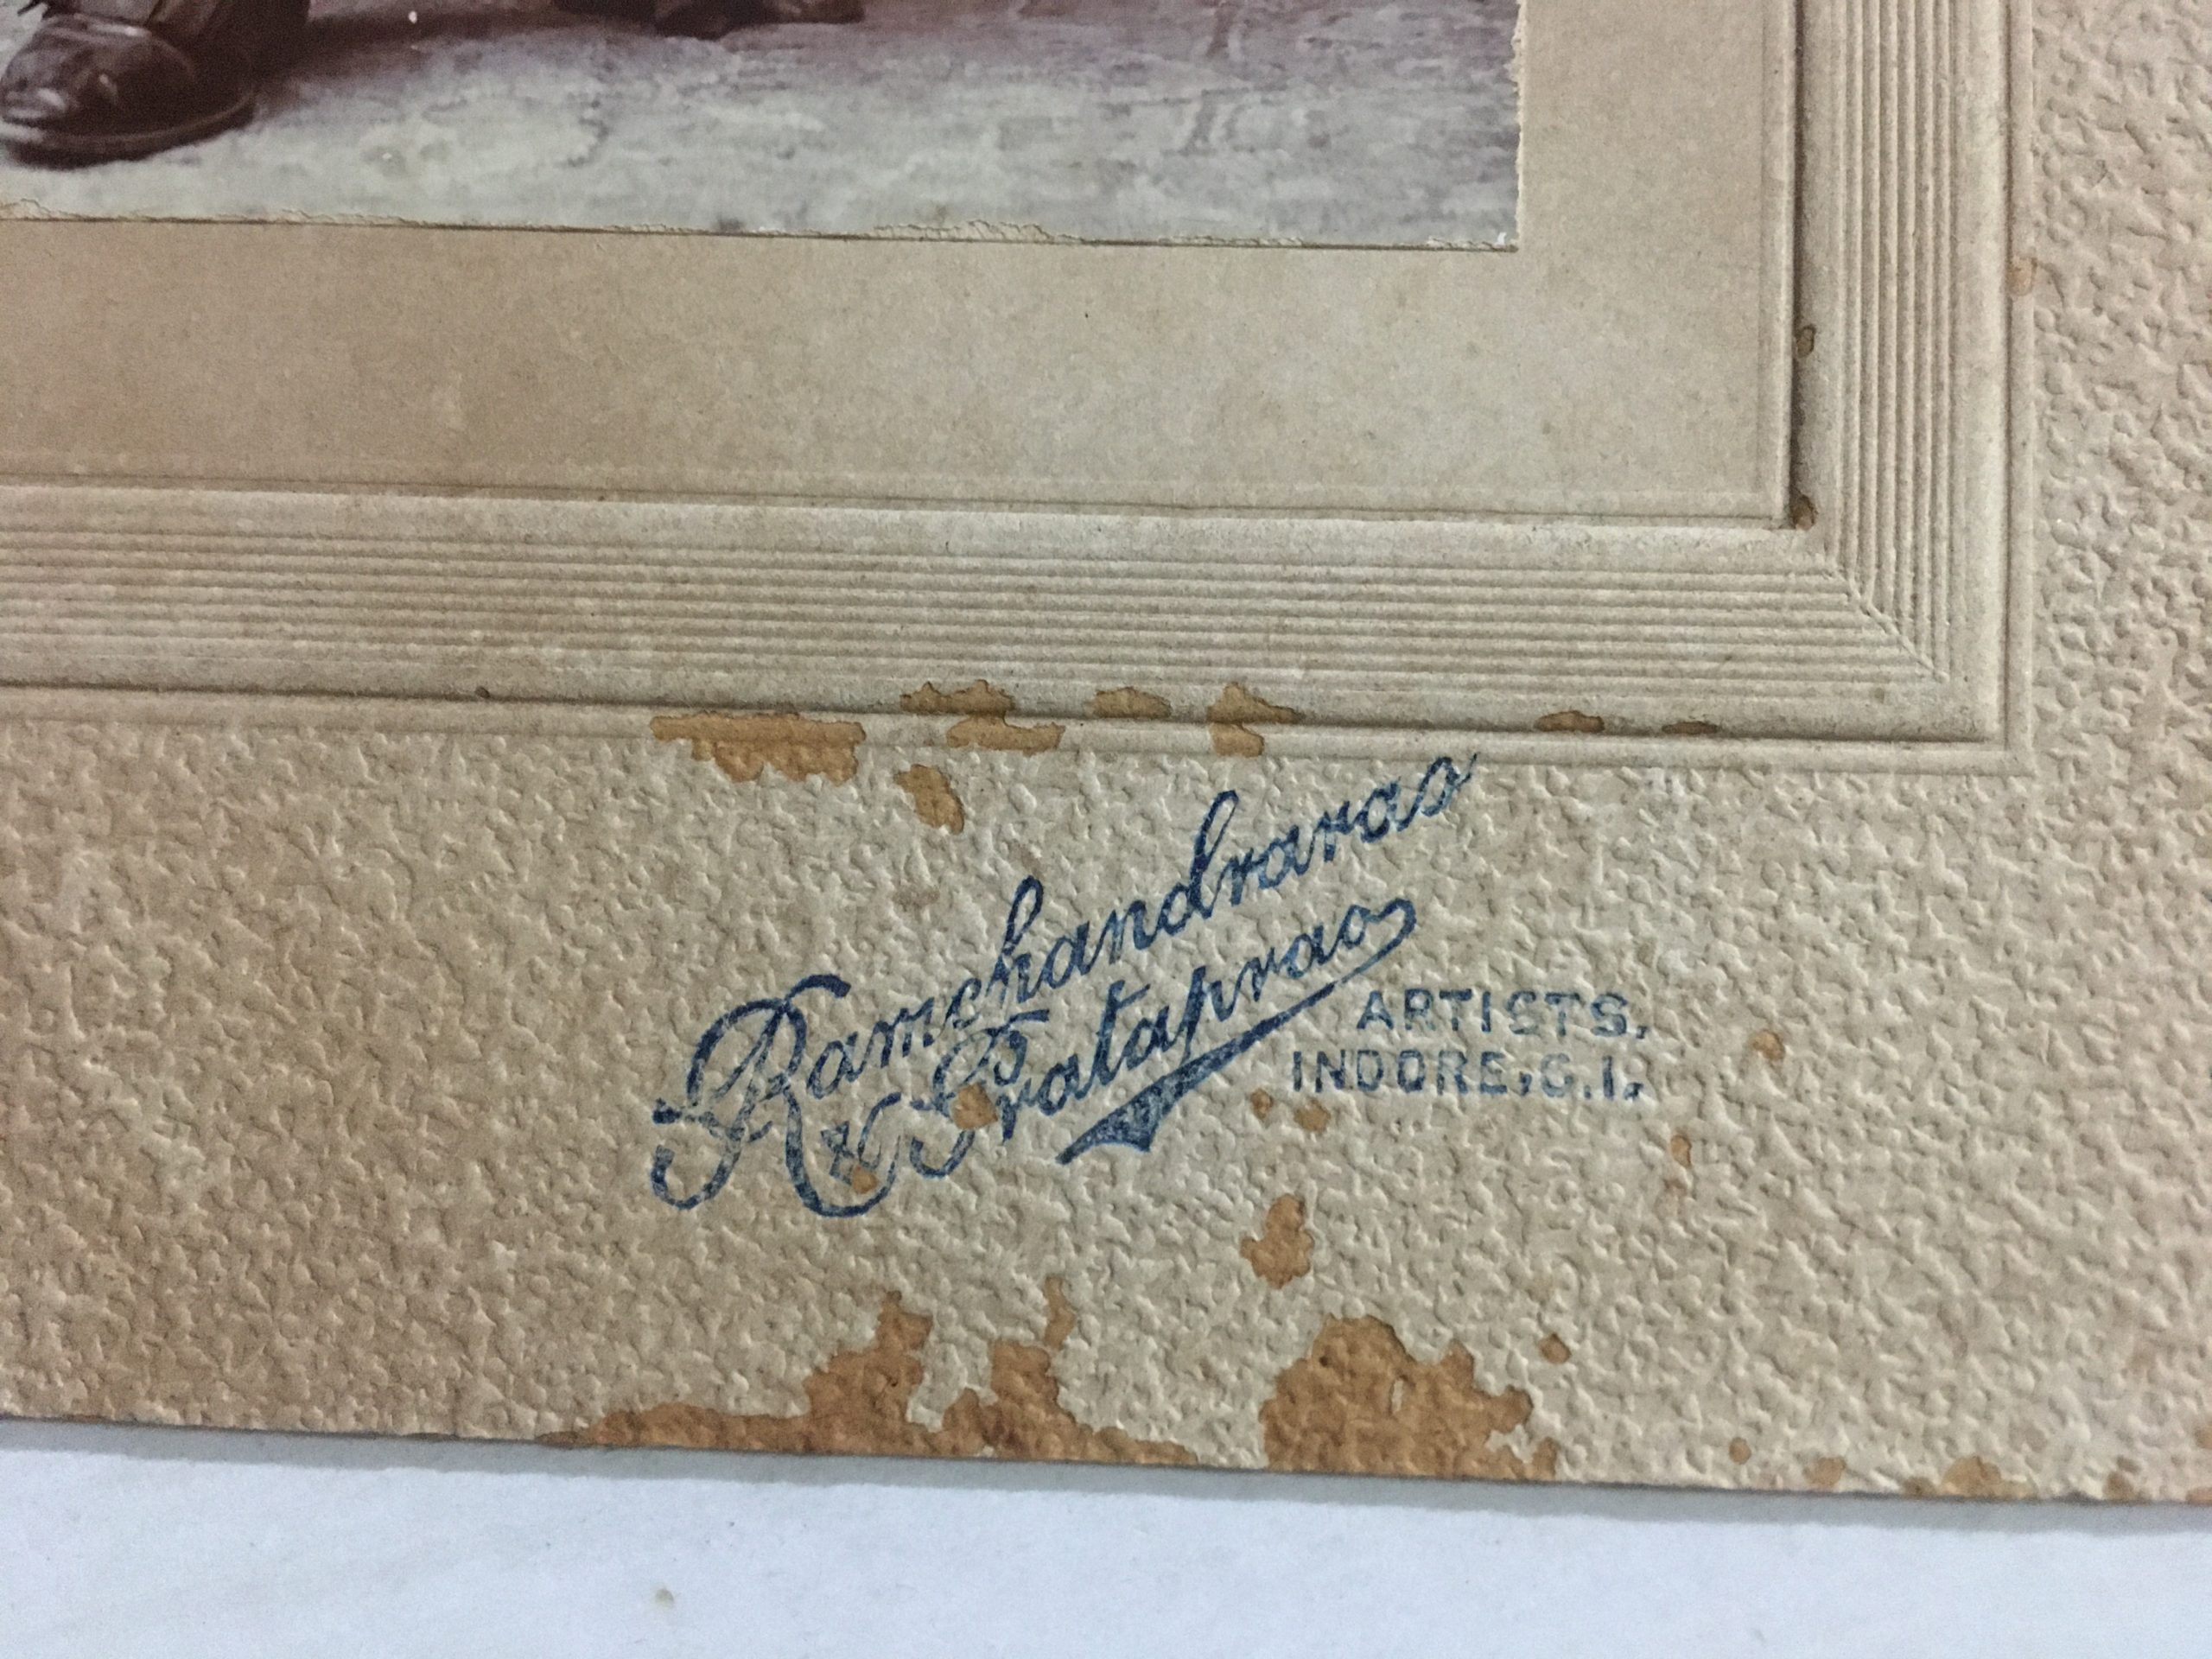 Ramchandrarao
& Prataprao
ARTISTS,
INDORE, C.I.